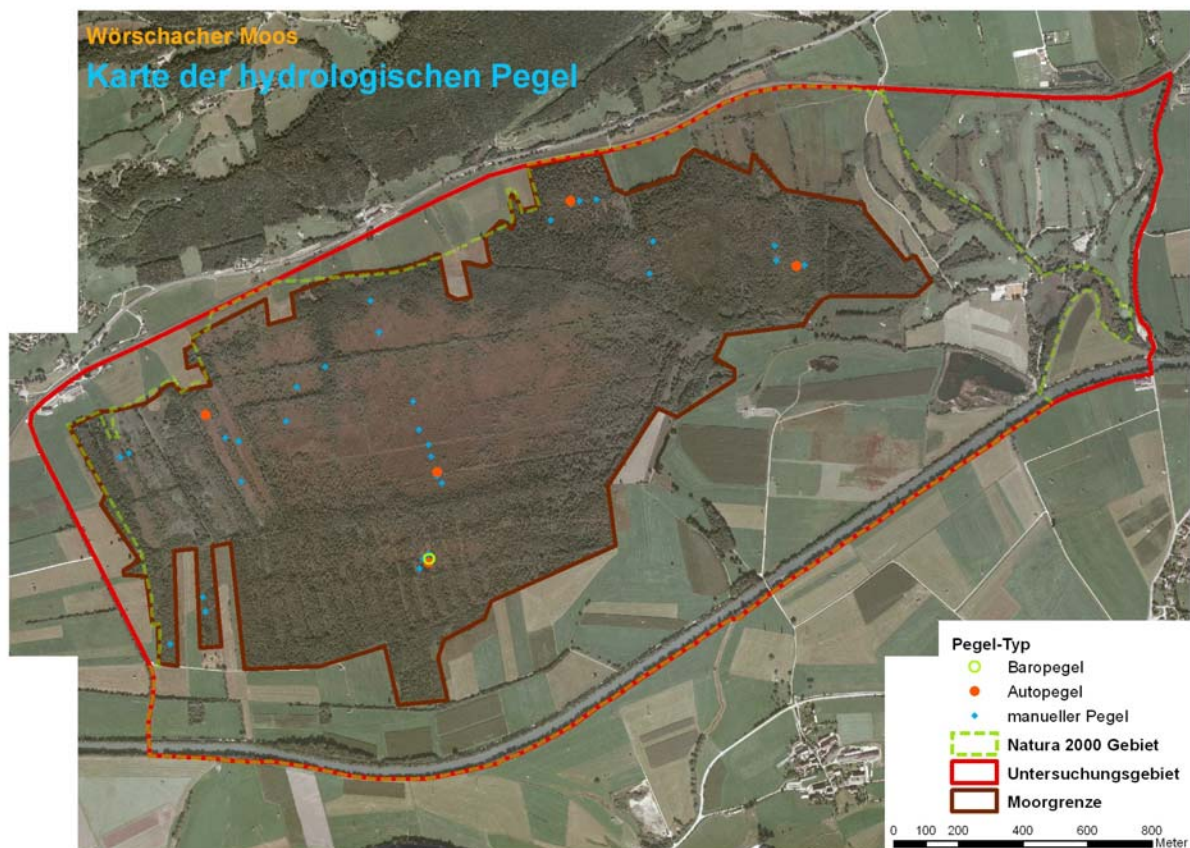 Wörschacher Moos
Karte der hydrologischen Pegel
Pegel-Typ
Baropegel
Autopegel
manueller Pegel
Natura 2000 Gebiet
Untersuchungsgebiet
Moorgrenze
0 100 200 400 600 800
Meter